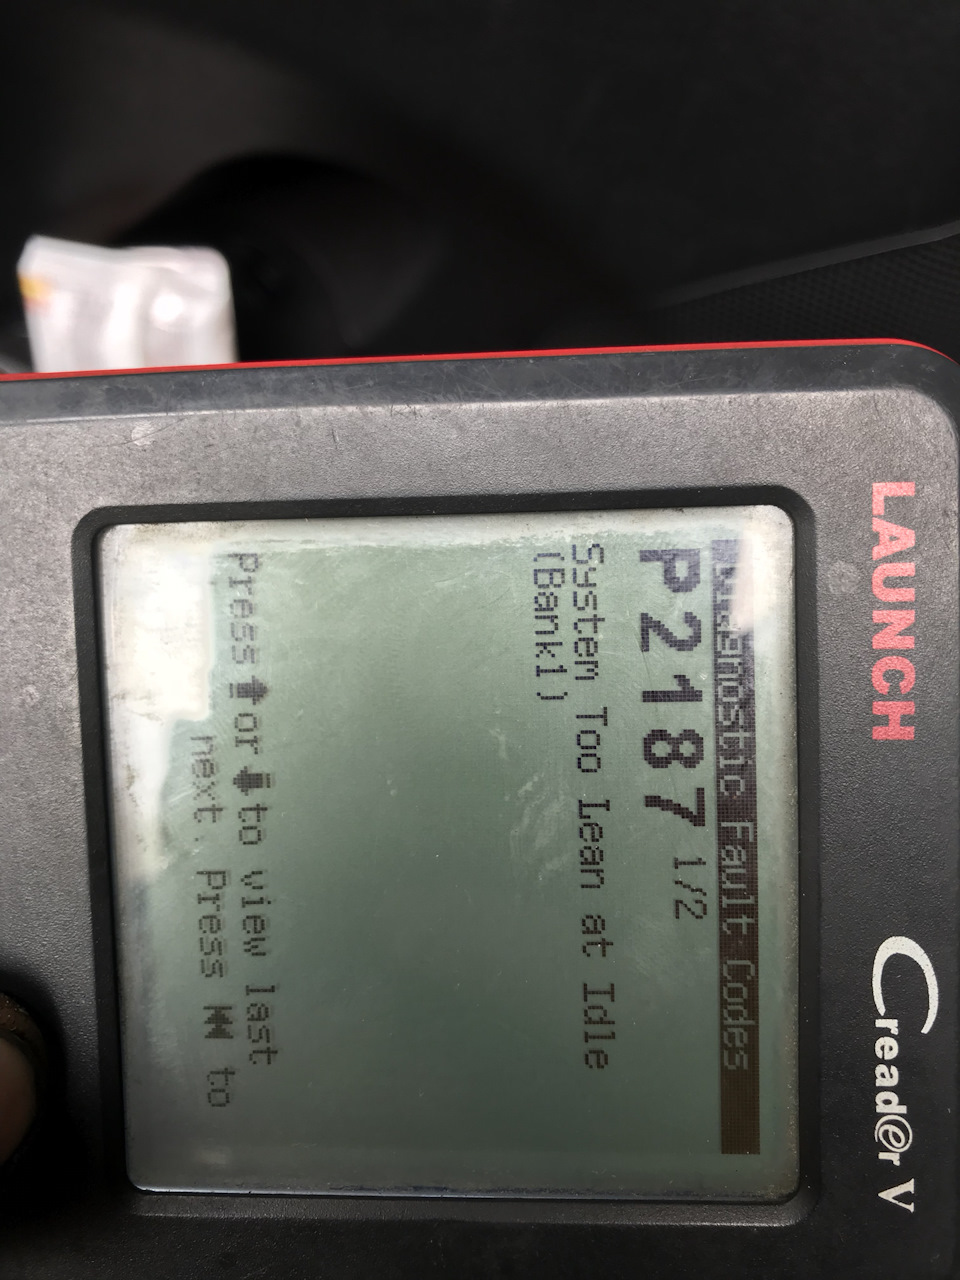 LAUNCH
Cread@r V
Diagnostic Fault Codes
P2187 1/2
System Too Lean at Idle
(Bank1)
Press or to view last
next. Press to